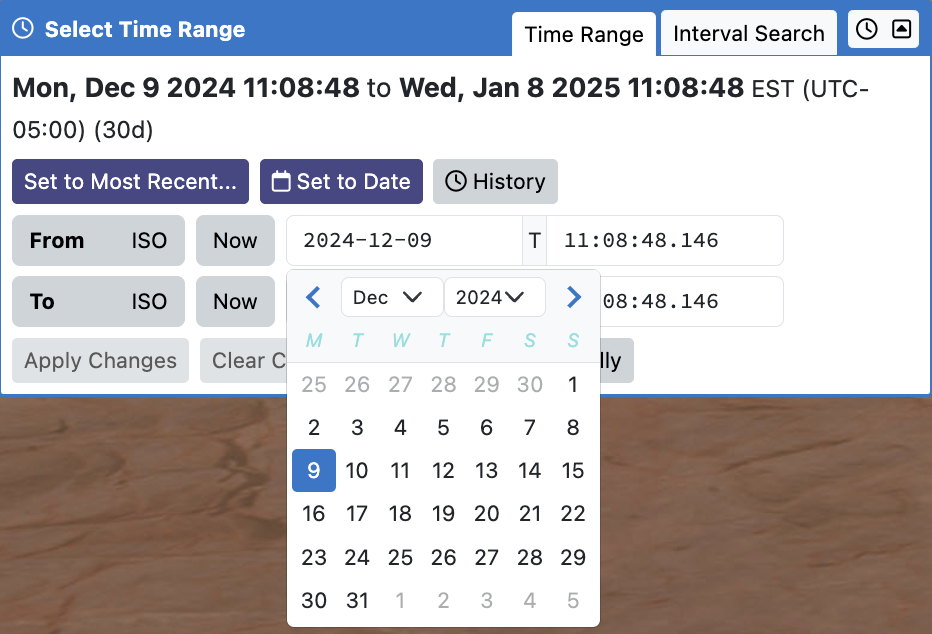 Select Time Range Time Range Interval Search
Mon, Dec 9 2024 11:08:48 to Wed, Jan 8 2025 11:08:48 EST (UTC-
05:00) (30d)
Set to Most Recent... Set to Date History
From ISO Now 2024-12-09 T 11:08:48.146
To ISO Now 08:48.146
Dec 2024
M T W T F S S
Apply Changes Clear C lly
25 26 27 28 29 30 1
2 3 4 5 6 7 8
9 10 11 12 13 14 15
16 17 18 19 20 21 22
23 24 25 26 27 28 29
30 31 1 2 3 4 5